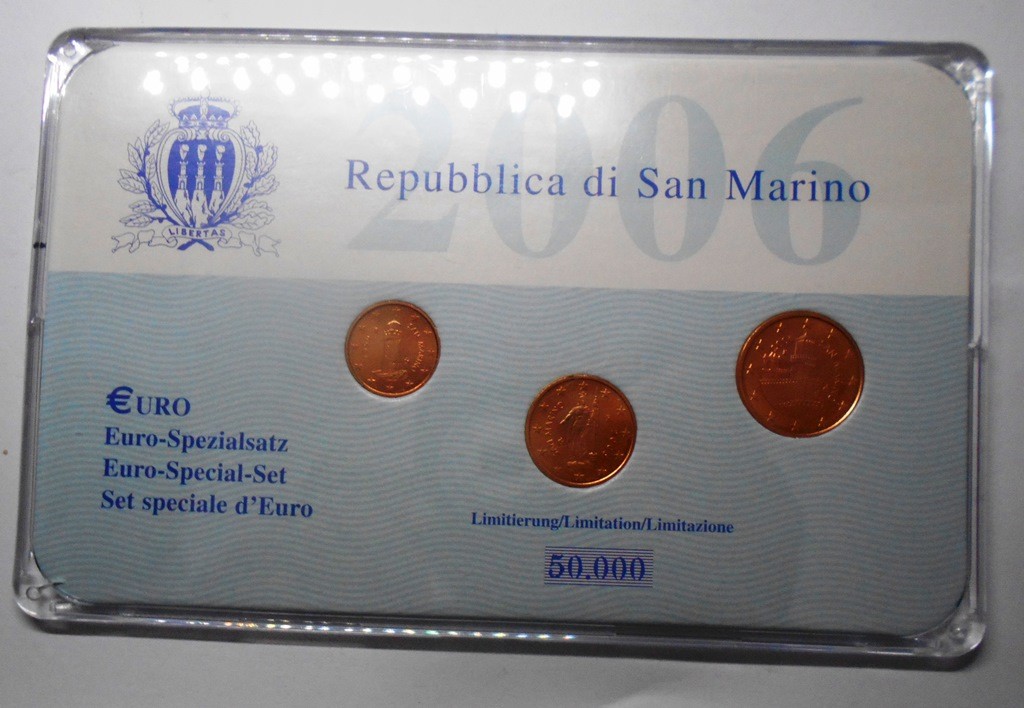 2006
Repubblica di San Marino
LIBERTAS
€URO
Euro-Spezialsatz
Euro-Special-Set
Set speciale d'Euro
Limitierung/Limitation/Limitazione
50.000